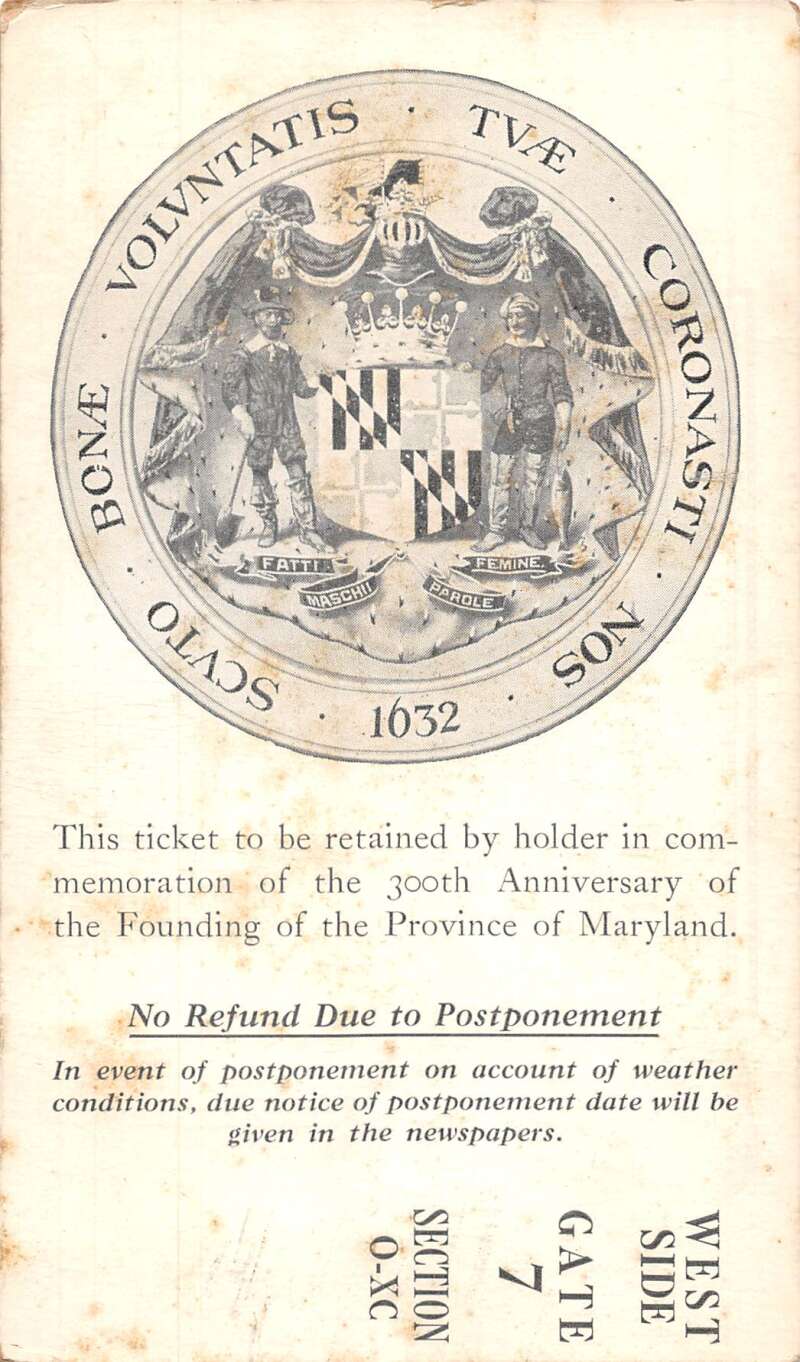 SCVTO · BONÆ · VOLVNTATIS · TVÆ · CORONASTI · NOS ·
FATTI
MASCHII
PAROLE
FEMINE.
1632
This ticket to be retained by holder in com-
memoration of the 300th Anniversary of
the Founding of the Province of Maryland.
No Refund Due to Postponement
In event of postponement on account of weather
conditions, due notice of postponement date will be
given in the newspapers.
WEST
SIDE
GATE
7
SECTION
O-XC